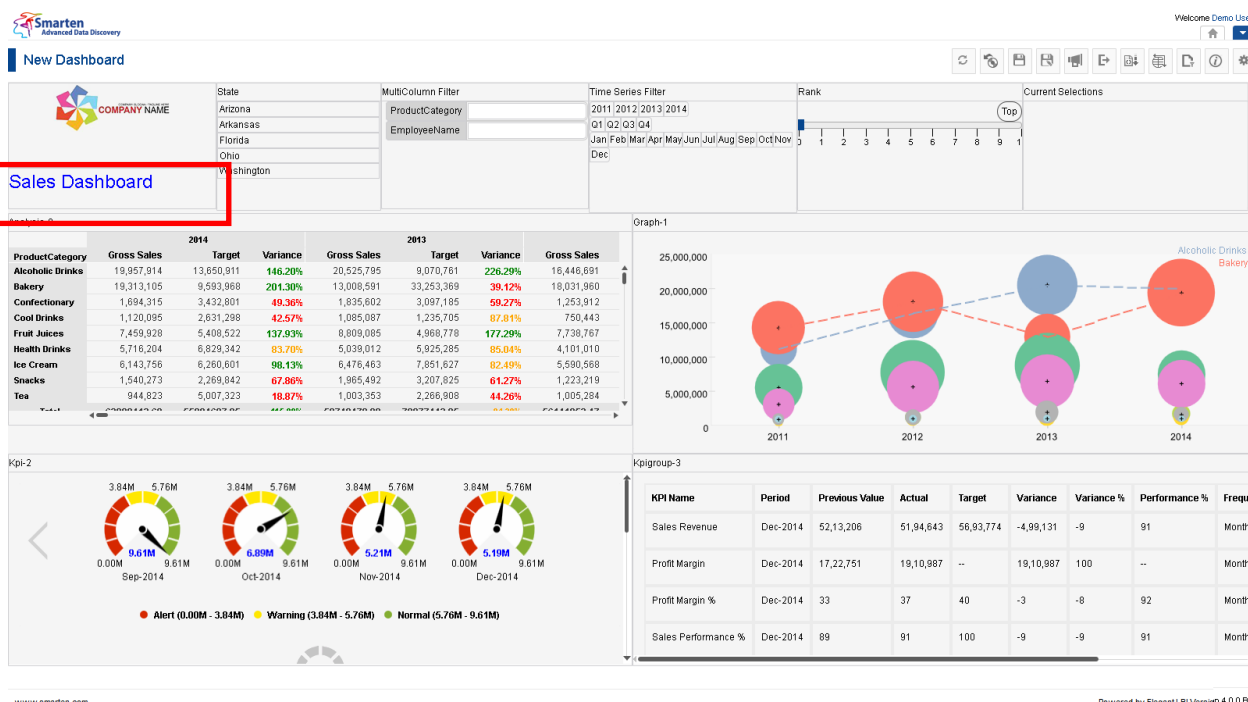 Smarten
Advanced Data Discovery
Welcome Demo Use
New Dashboard
COMPANY NAME
Sales Dashboard
State
Arizona
Arkansas
Florida
Ohio
Washington
MultiColumn Filter
ProductCategory
EmployeeName
Time Series Filter
2011 2012 2013 2014
Q1 Q2 Q3 Q4
Jan Feb Mar Apr May Jun Jul Aug Sep Oct Nov
Dec
Rank
Top
1 2 3 4 5 6 7 8 9 1
Current Selections
2014 2013
ProductCategory Gross Sales Target Variance Gross Sales Target Variance Gross Sales
Alcoholic Drinks 19,957,914 13,650,911 146.20% 20,525,795 9,070,761 226.29% 16,446,691
Bakery 19,313,105 9,593,968 201.30% 13,008,591 33,253,369 39.12% 18,031,960
Confectionary 1,694,315 3,432,801 49.36% 1,835,602 3,097,185 59.27% 1,253,912
Cool Drinks 1,120,095 2,631,298 42.57% 1,085,087 1,235,705 87.81% 750,443
Fruit Juices 7,459,928 5,408,522 137.93% 8,809,085 4,968,778 177.29% 7,738,767
Health Drinks 5,716,204 6,829,342 83.70% 5,039,012 5,925,285 85.04% 4,101,010
Ice Cream 6,143,756 6,260,601 98.13% 6,476,463 7,851,627 82.49% 5,590,568
Snacks 1,540,273 2,269,842 67.86% 1,965,492 3,207,825 61.27% 1,223,219
Tea 944,823 5,007,323 18.87% 1,003,353 2,266,908 44.26% 1,005,284
Total
Graph-1
Alcoholic Drinks
Bakery
25,000,000
20,000,000
15,000,000
10,000,000
5,000,000
0
2011 2012 2013 2014
Kpi-2
3.84M 5.76M 3.84M 5.76M 3.84M 5.76M 3.84M 5.76M
9.61M 6.89M 5.21M 5.19M
0.00M 9.61M 0.00M 9.61M 0.00M 9.61M 0.00M 9.61M
Sep-2014 Oct-2014 Nov-2014 Dec-2014
Alert (0.00M - 3.84M) Warning (3.84M - 5.76M) Normal (5.76M - 9.61M)
Kpigroup-3
KPI Name Period Previous Value Actual Target Variance Variance % Performance % Frequ
Sales Revenue Dec-2014 52,13,206 51,94,643 56,93,774 -4,99,131 -9 91 Month
Profit Margin Dec-2014 17,22,751 19,10,987 -- 19,10,987 100 -- Month
Profit Margin % Dec-2014 33 37 40 -3 -8 92 Month
Sales Performance % Dec-2014 89 91 100 -9 -9 91 Month
www.smarten.com